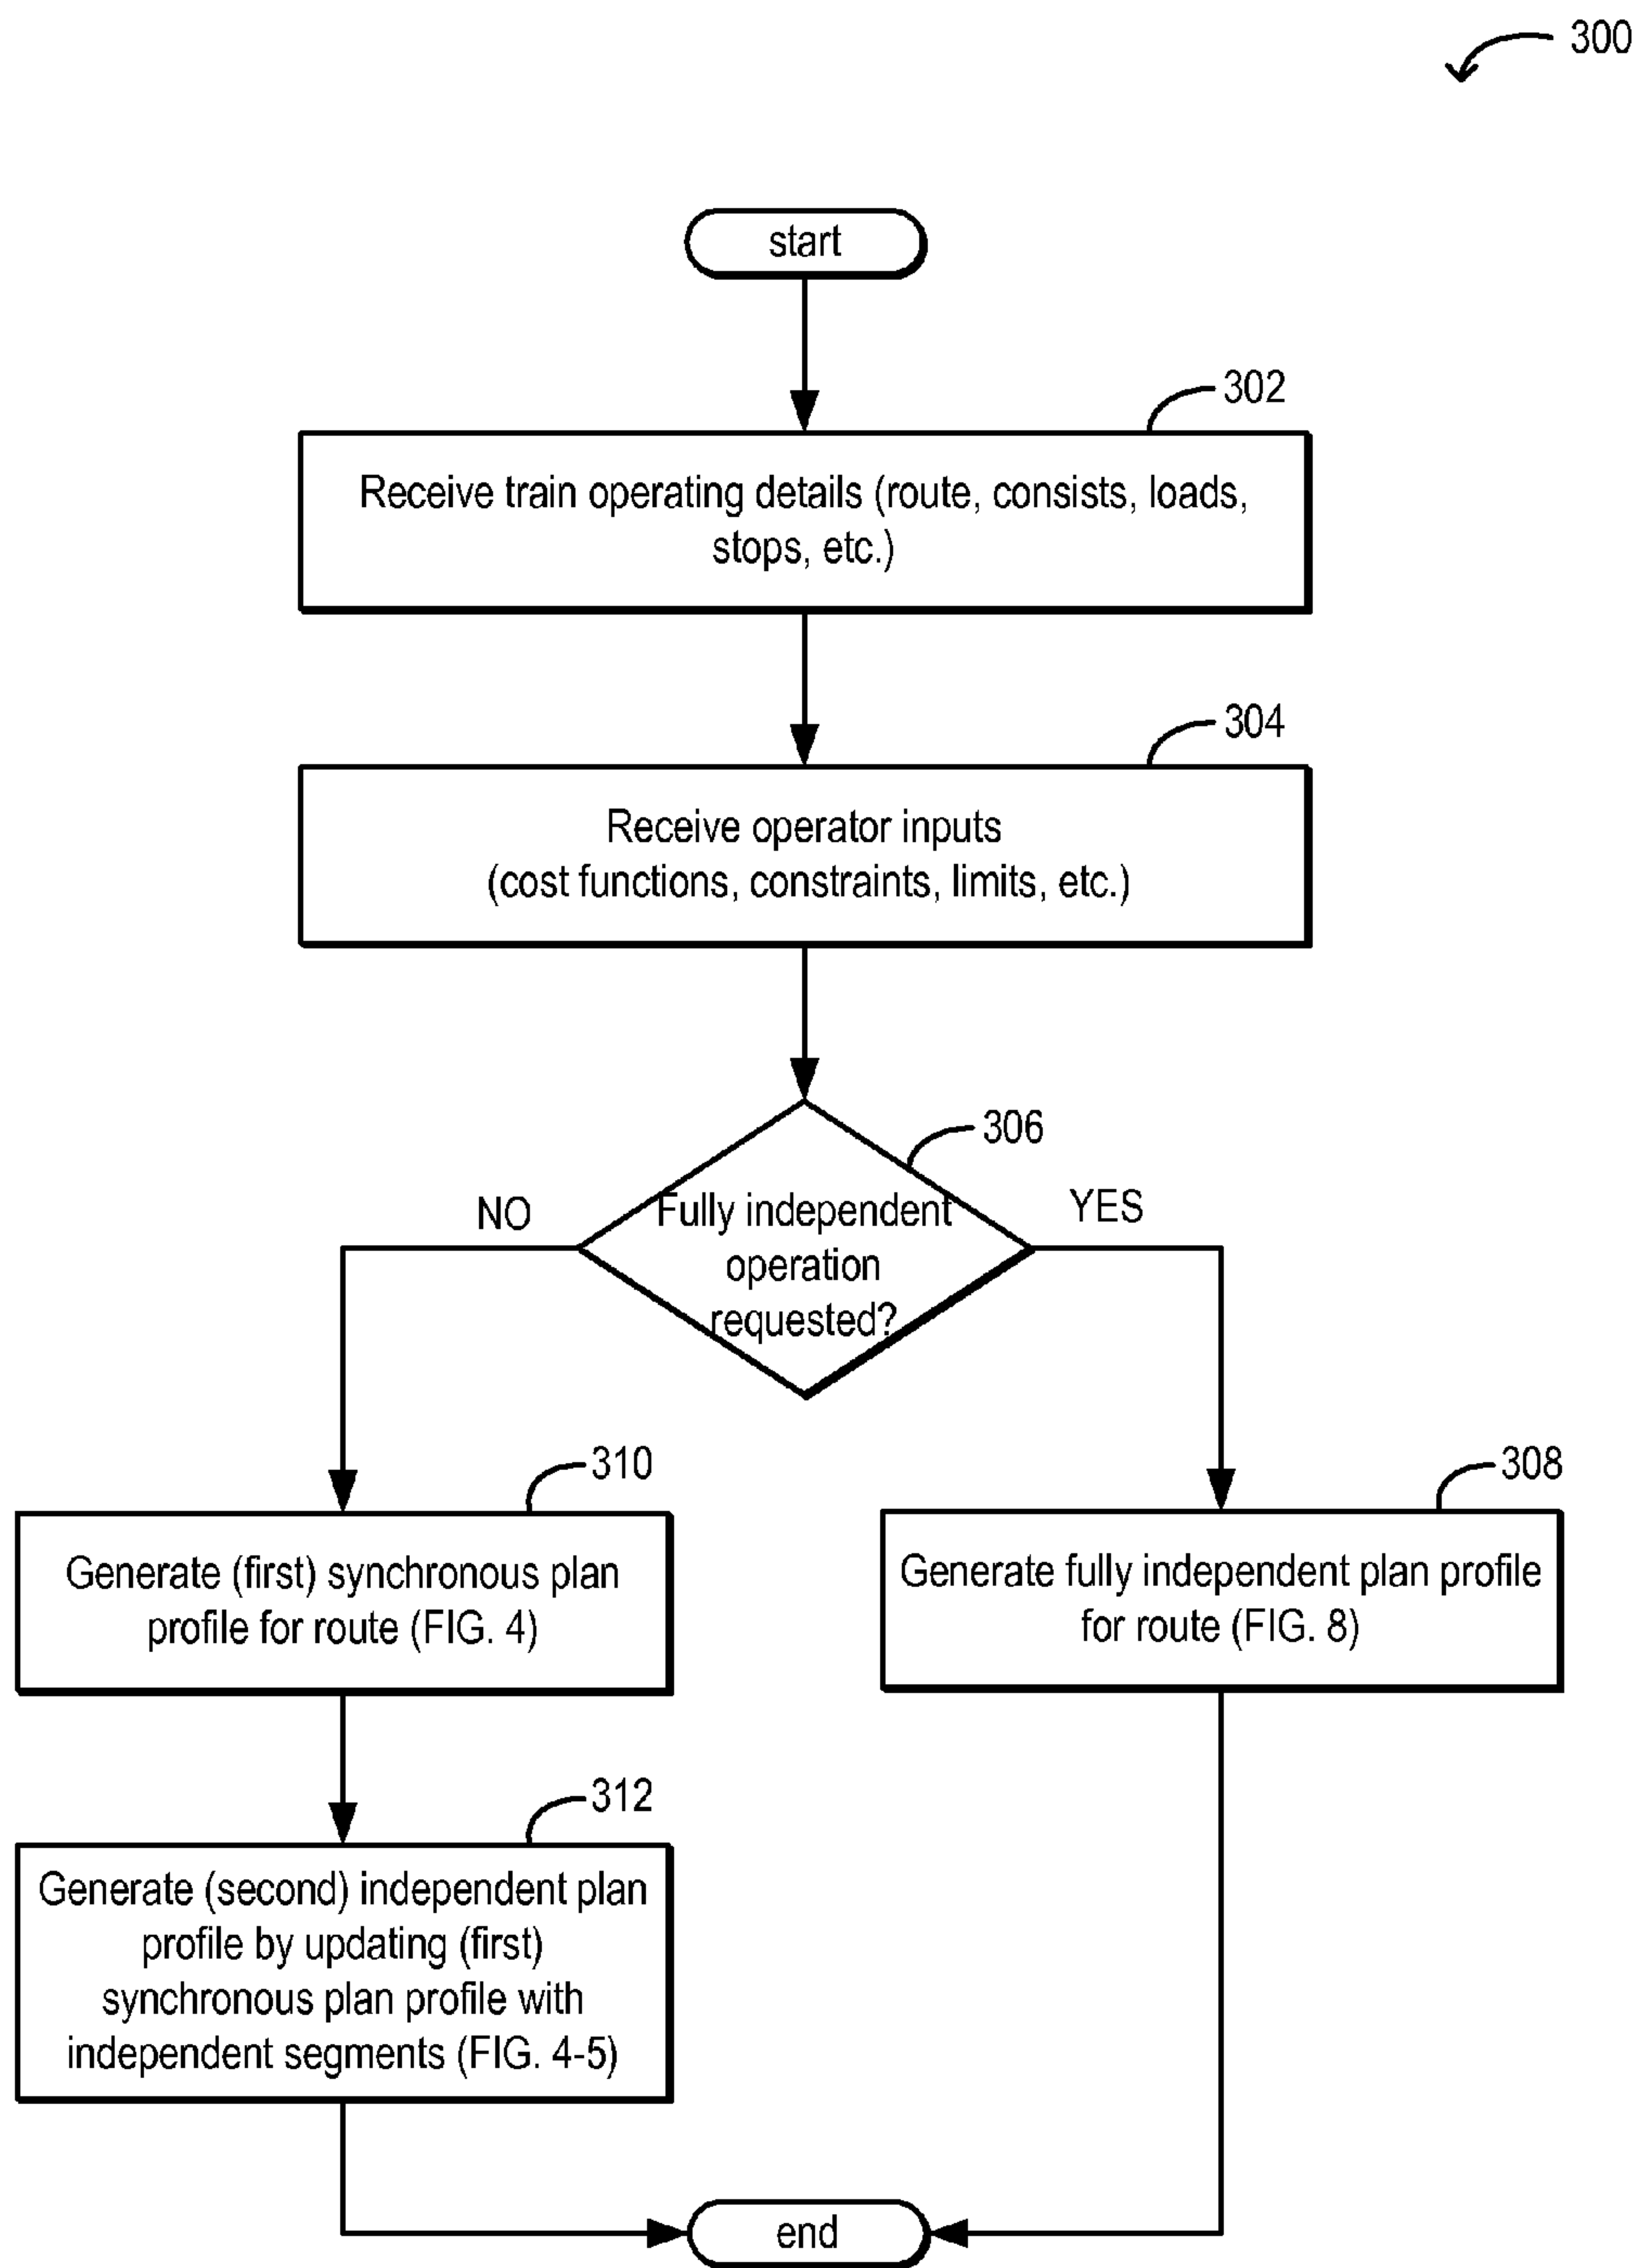 300
start
302
Receive train operating details (route, consists, loads,
stops, etc.)
304
Receive operator inputs
(cost functions, constraints, limits, etc.)
306
NO
YES
Fully independent
operation
requested?
310
308
Generate (first) synchronous plan
profile for route (FIG. 4)
Generate fully independent plan profile
for route (FIG. 8)
312
Generate (second) independent plan
profile by updating (first)
synchronous plan profile with
independent segments (FIG. 4-5)
end